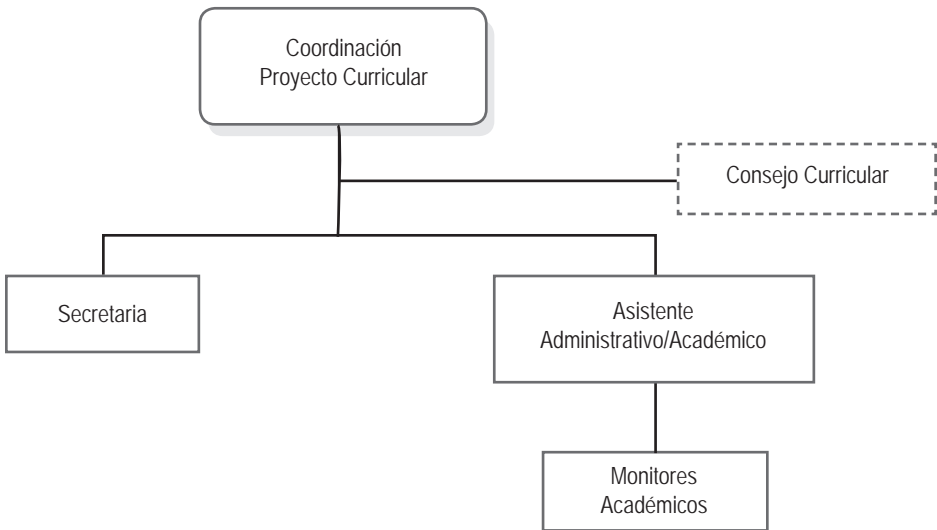 Coordinación
Proyecto Curricular
Consejo Curricular
Secretaria
Asistente
Administrativo/Académico
Monitores
Académicos